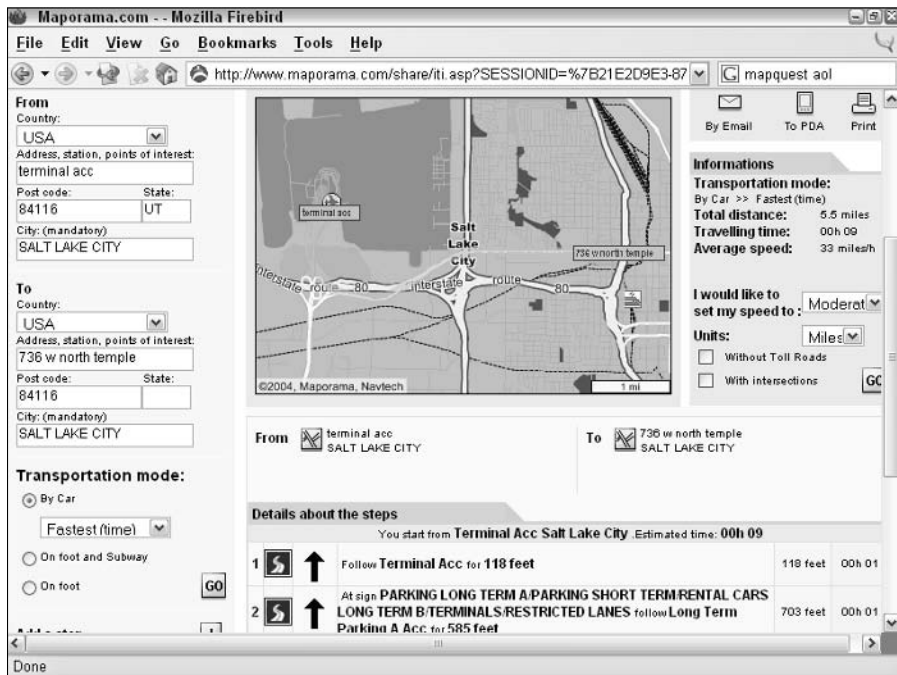 Maporama.com - - Mozilla Firebird
File Edit View Go Bookmarks Tools Help
http://www.maporama.com/share/iti.asp?SESSIONID=%7B21E2D9E3-87
G mapquest aol
From
Country:
USA
Address, station, points of interest:
terminal acc
Post code: State:
84116 UT
City: (mandatory)
SALT LAKE CITY
To
Country:
USA
Address, station, points of interest:
736 w north temple
Post code: State:
84116
City: (mandatory)
SALT LAKE CITY
Transportation mode:
By Car
Fastest (time)
On foot and Subway
On foot
GO
Add a step
terminal acc
Salt
Lake
City
736 w north temple
Interstate route 80 interstate route 80
©2004, Maporama, Navtech
1 mi
By Email To PDA Print
Informations
Transportation mode:
By Car >> Fastest (time)
Total distance: 5.5 miles
Travelling time: 00h 09
Average speed: 33 miles/h
I would like to
set my speed to : Moderat
Units: Miles
Without Toll Roads
With intersections
GO
From terminal acc
SALT LAKE CITY
To 736 w north temple
SALT LAKE CITY
Details about the steps
You start from Terminal Acc Salt Lake City .Estimated time: 00h 09
1 Follow Terminal Acc for 118 feet 118 feet 00h 01
2 At sign PARKING LONG TERM A/PARKING SHORT TERM/RENTAL CARS
LONG TERM B/TERMINALS/RESTRICTED LANES follow Long Term
Parking A Acc for 585 feet
703 feet 00h 01
Done